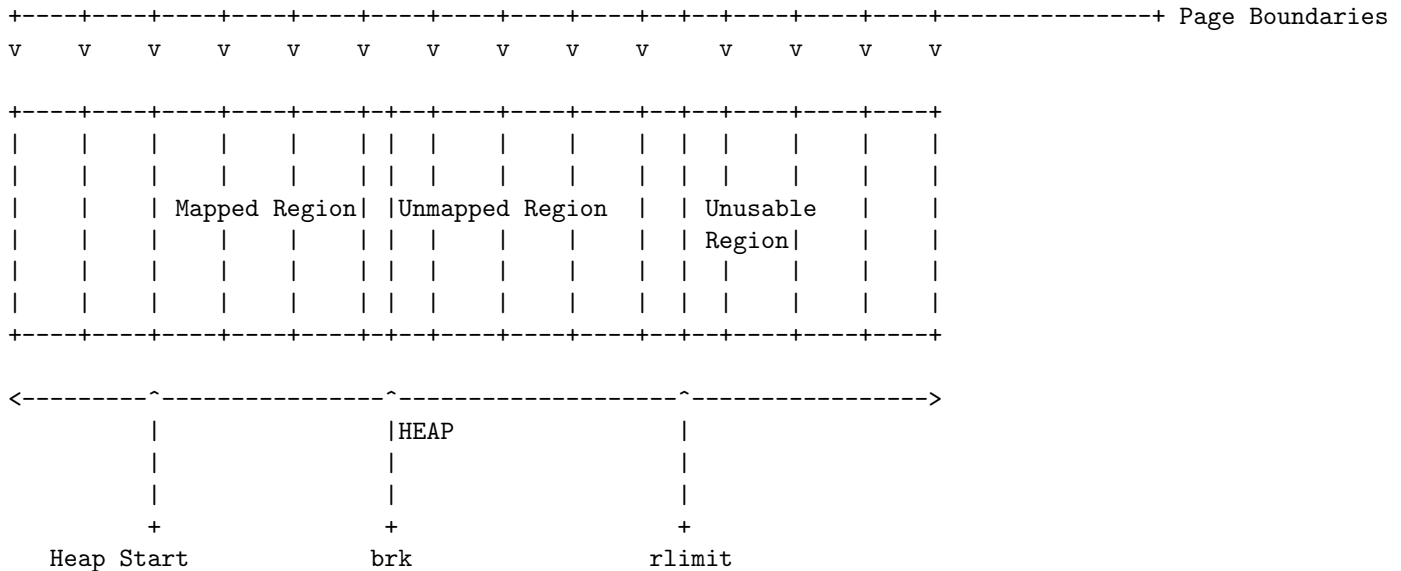 Page Boundaries
v v v v v v v v v v v v v v
Mapped Region Unmapped Region Unusable
Region
HEAP
Heap Start brk rlimit